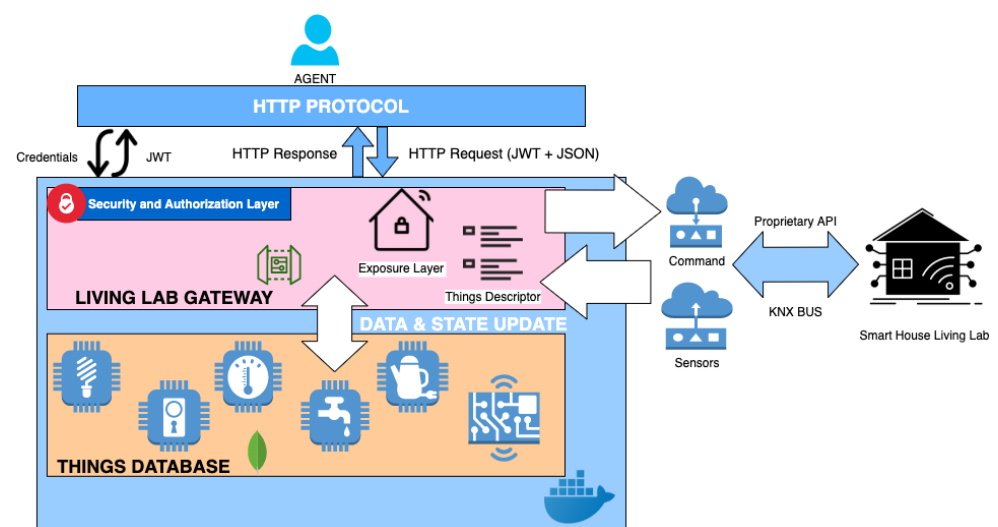 AGENT
HTTP PROTOCOL
Credentials
JWT
HTTP Response
HTTP Request (JWT + JSON)
Security and Authorization Layer
Exposure Layer
Things Descriptor
LIVING LAB GATEWAY
DATA & STATE UPDATE
THINGS DATABASE
Command
Sensors
Proprietary API
KNX BUS
Smart House Living Lab